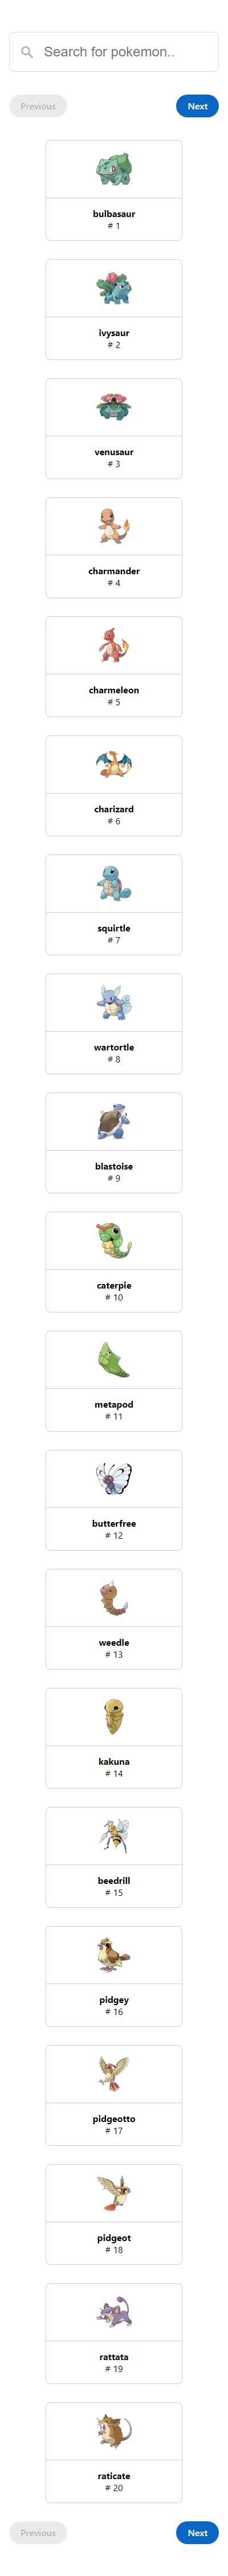 Search for pokemon..
Previous Next
bulbasaur
# 1
ivysaur
# 2
venusaur
# 3
charmander
# 4
charmeleon
# 5
charizard
# 6
squirtle
# 7
wartortle
# 8
blastoise
# 9
caterpie
# 10
metapod
# 11
butterfree
# 12
weedle
# 13
kakuna
# 14
beedrill
# 15
pidgey
# 16
pidgeotto
# 17
pidgeot
# 18
rattata
# 19
raticate
# 20
Previous Next